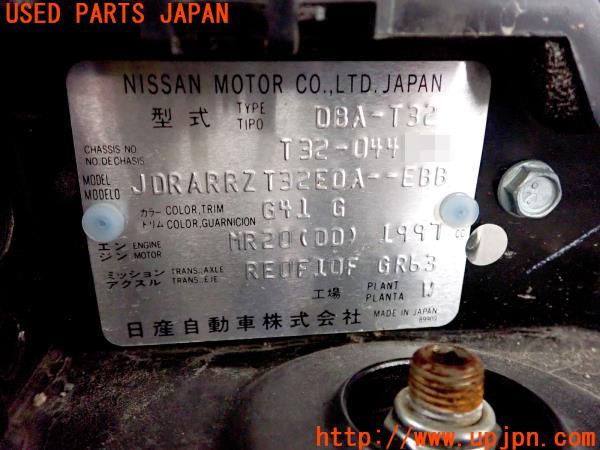 USED PARTS JAPAN
NISSAN MOTOR CO.,LTD. JAPAN
型式 TYPE TIPO DBA-T32
CHASSIS NO. NO. DE CHASIS T32-044
MODEL MODELO JDRARRZT32EDA--EBB
カラー COLOR,TRIM トリム COLOR,GUARNICION G41 G
エンジン ENGINE MOTOR MR20(DD) 1997 CC
ミッション アクスル TRANS.,AXLE TRANS.,EJE RE0F10F GR63
工場 PLANT PLANTA W
日産自動車株式会社 MADE IN JAPAN
89903
http://www.upjpn.com